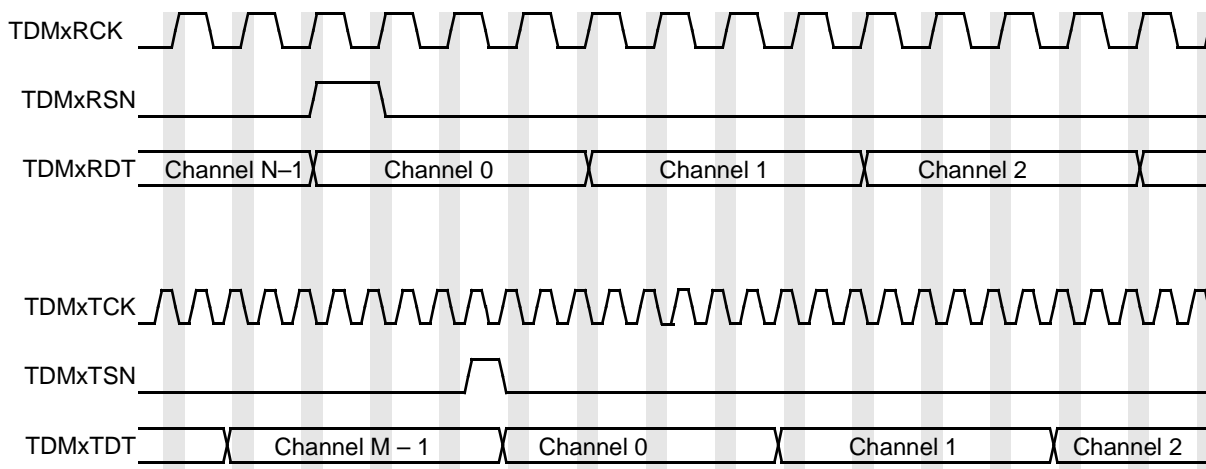 TDMxRCK
TDMxRSN
TDMxRDT Channel N–1 Channel 0 Channel 1 Channel 2
TDMxTCK
TDMxTSN
TDMxTDT Channel M – 1 Channel 0 Channel 1 Channel 2